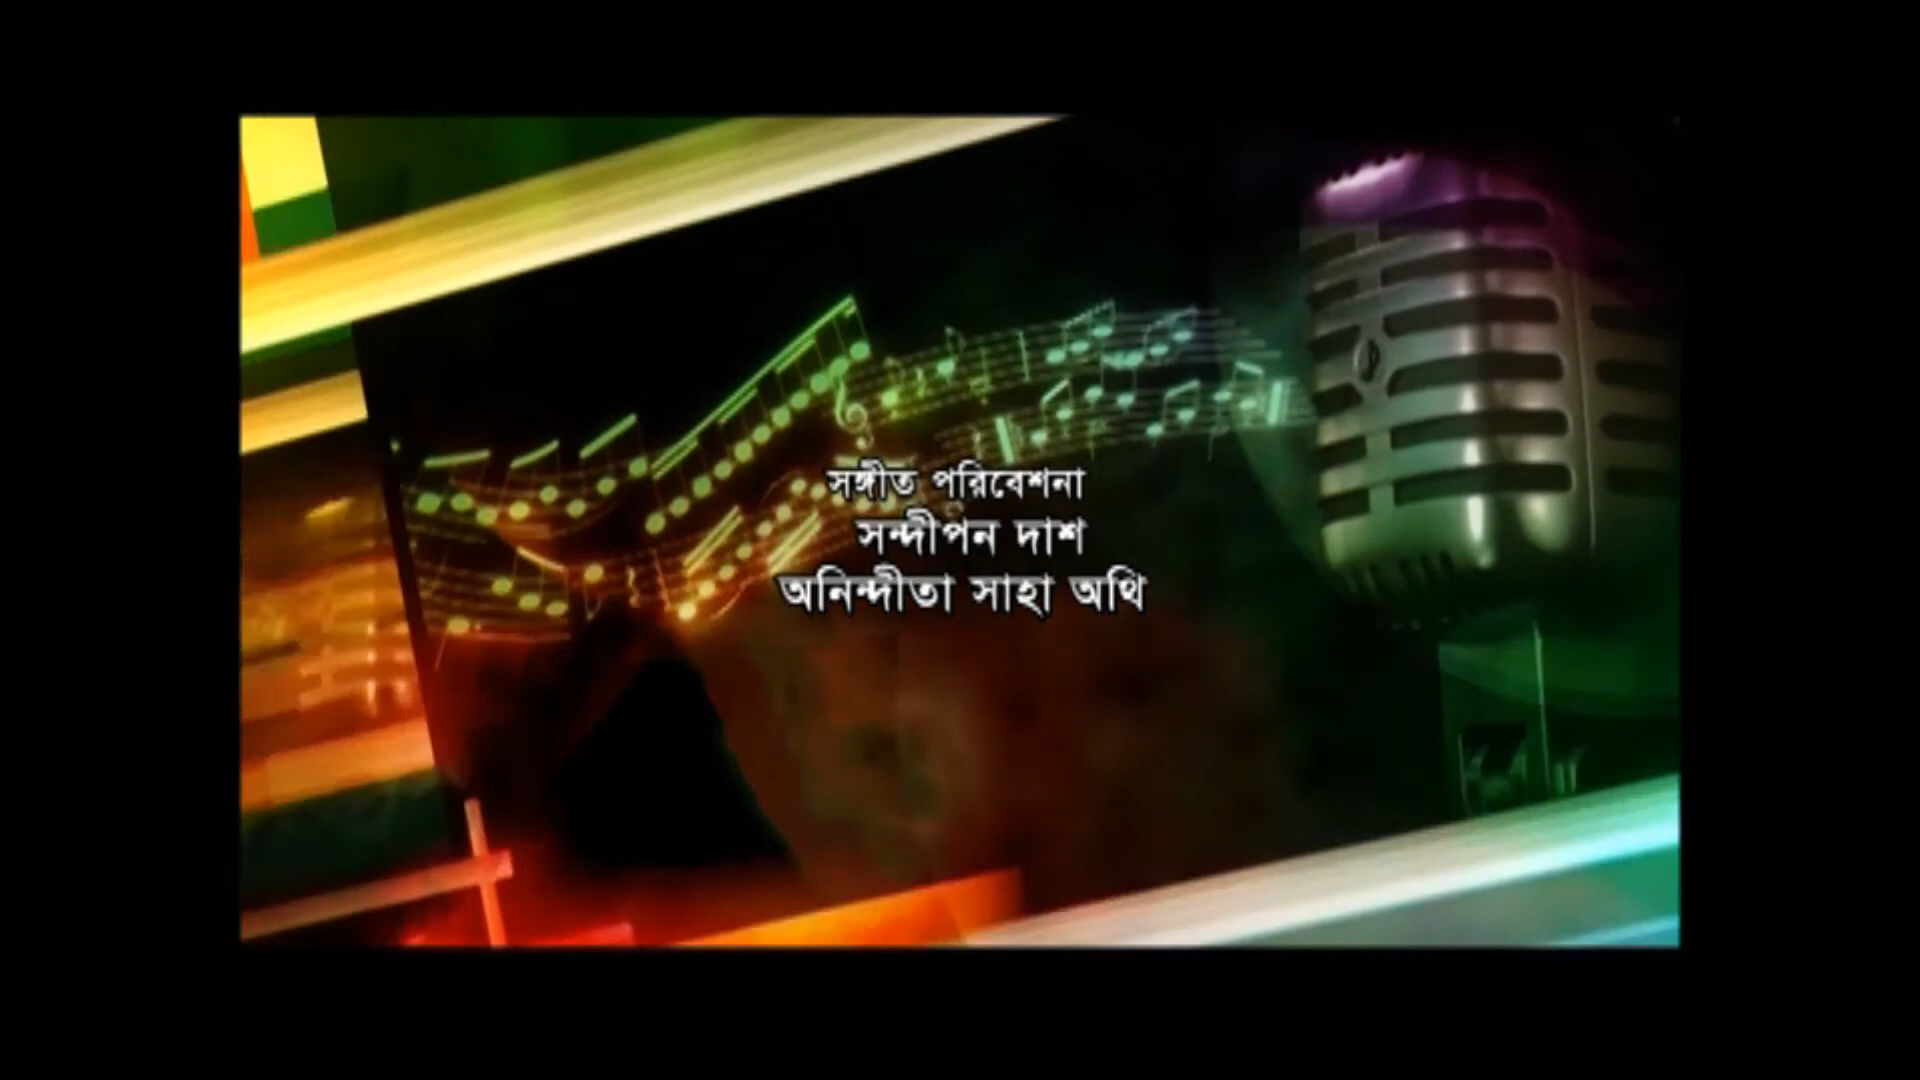 সঙ্গীত পরিবেশনা
সন্দীপন দাশ
অনিন্দীতা সাহা অথি